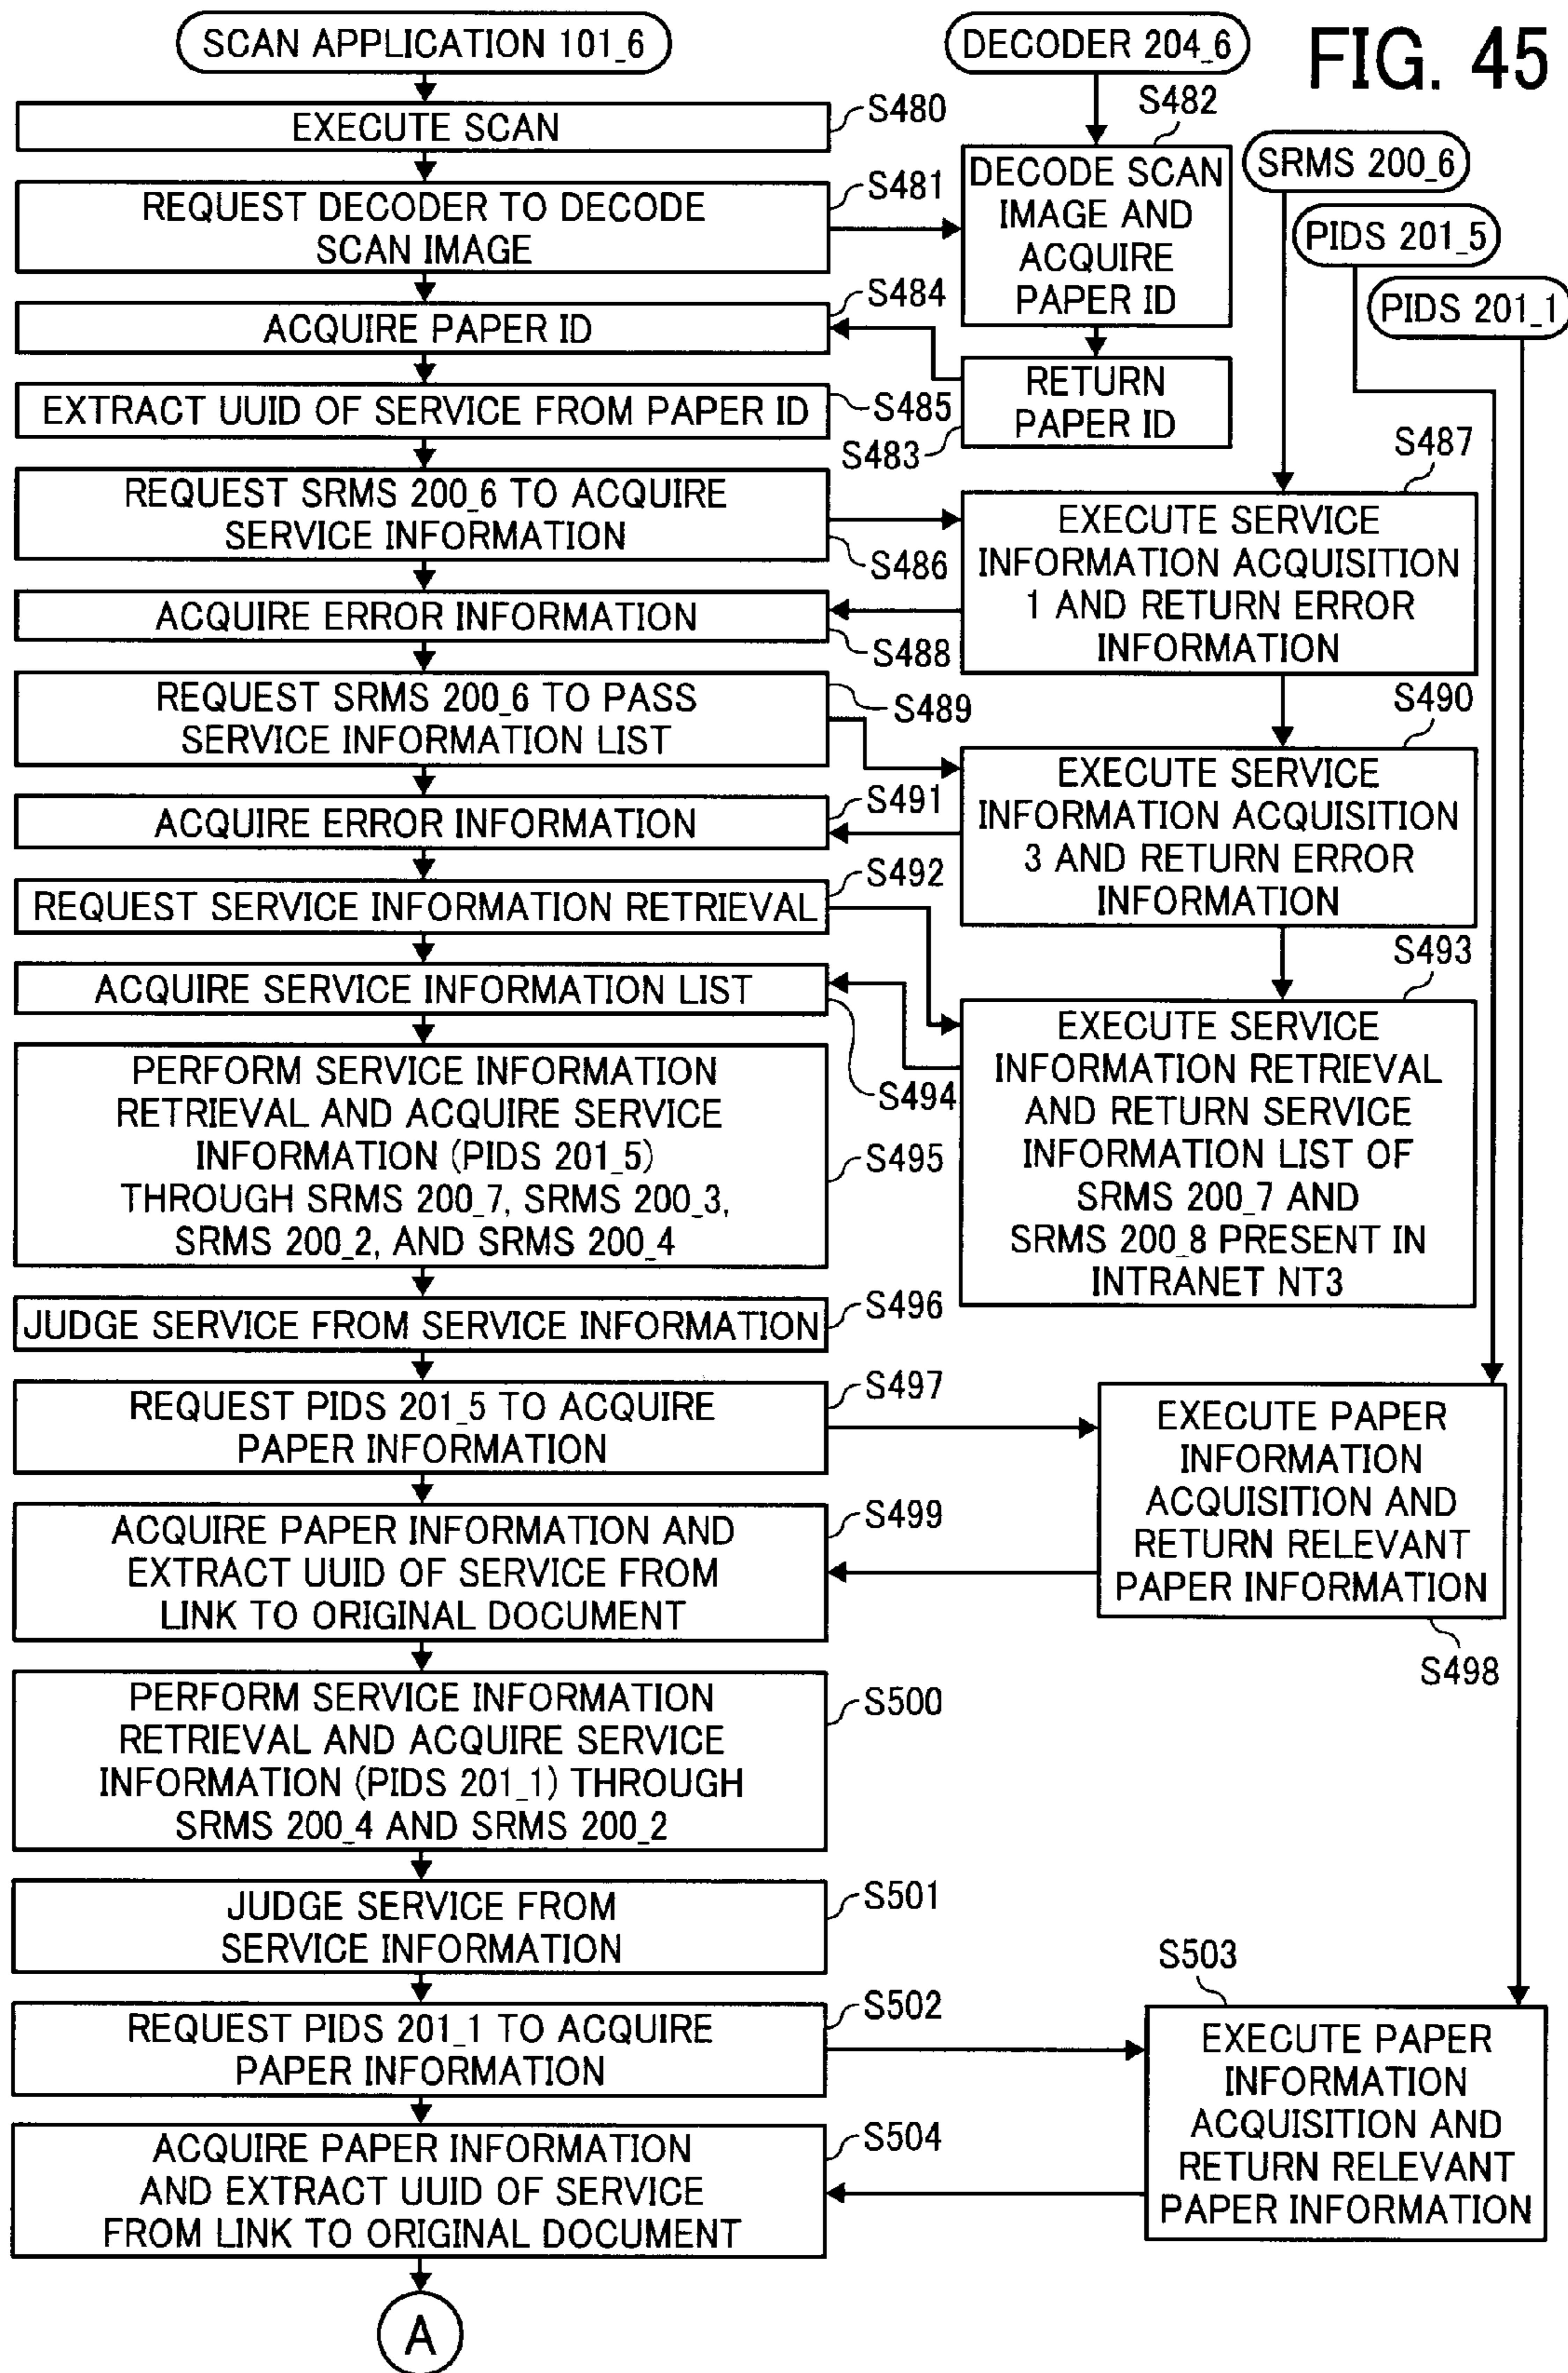 FIG. 45
SCAN APPLICATION 101_6
DECODER 204_6
SRMS 200_6
PIDS 201_5
PIDS 201_1
EXECUTE SCAN
S480
REQUEST DECODER TO DECODE
SCAN IMAGE
S481
S482
DECODE SCAN
IMAGE AND
ACQUIRE
PAPER ID
RETURN
PAPER ID
S483
ACQUIRE PAPER ID
S484
EXTRACT UUID OF SERVICE FROM PAPER ID
S485
REQUEST SRMS 200_6 TO ACQUIRE
SERVICE INFORMATION
S486
S487
EXECUTE SERVICE
INFORMATION ACQUISITION
1 AND RETURN ERROR
INFORMATION
ACQUIRE ERROR INFORMATION
S488
REQUEST SRMS 200_6 TO PASS
SERVICE INFORMATION LIST
S489
S490
EXECUTE SERVICE
INFORMATION ACQUISITION
3 AND RETURN ERROR
INFORMATION
ACQUIRE ERROR INFORMATION
S491
REQUEST SERVICE INFORMATION RETRIEVAL
S492
S493
EXECUTE SERVICE
INFORMATION RETRIEVAL
AND RETURN SERVICE
INFORMATION LIST OF
SRMS 200_7 AND
SRMS 200_8 PRESENT IN
INTRANET NT3
ACQUIRE SERVICE INFORMATION LIST
S494
PERFORM SERVICE INFORMATION
RETRIEVAL AND ACQUIRE SERVICE
INFORMATION (PIDS 201_5)
THROUGH SRMS 200_7, SRMS 200_3,
SRMS 200_2, AND SRMS 200_4
S495
JUDGE SERVICE FROM SERVICE INFORMATION
S496
REQUEST PIDS 201_5 TO ACQUIRE
PAPER INFORMATION
S497
EXECUTE PAPER
INFORMATION
ACQUISITION AND
RETURN RELEVANT
PAPER INFORMATION
S498
ACQUIRE PAPER INFORMATION AND
EXTRACT UUID OF SERVICE FROM
LINK TO ORIGINAL DOCUMENT
S499
PERFORM SERVICE INFORMATION
RETRIEVAL AND ACQUIRE SERVICE
INFORMATION (PIDS 201_1) THROUGH
SRMS 200_4 AND SRMS 200_2
S500
JUDGE SERVICE FROM
SERVICE INFORMATION
S501
REQUEST PIDS 201_1 TO ACQUIRE
PAPER INFORMATION
S502
S503
EXECUTE PAPER
INFORMATION
ACQUISITION AND
RETURN RELEVANT
PAPER INFORMATION
ACQUIRE PAPER INFORMATION
AND EXTRACT UUID OF SERVICE
FROM LINK TO ORIGINAL DOCUMENT
S504
A